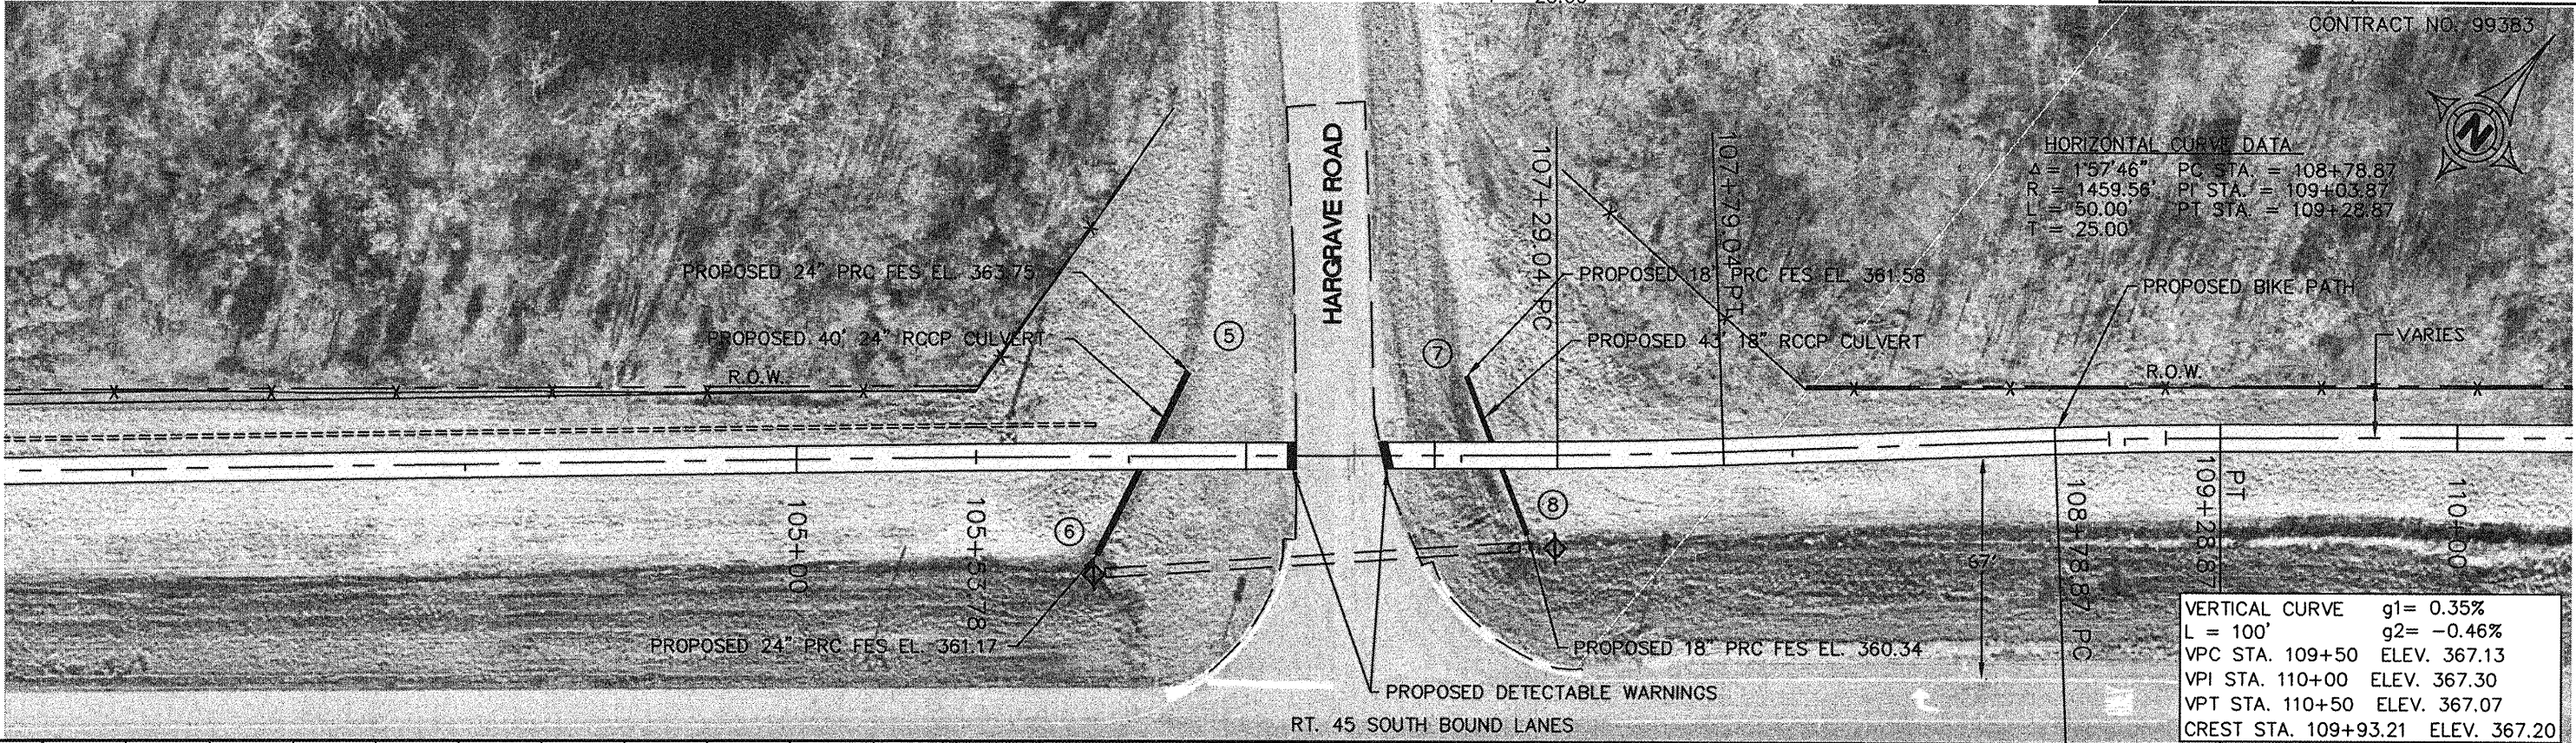 CONTRACT NO. 99383
N
HARGRAVE ROAD
HORIZONTAL CURVE DATA
Δ = 1°57'46" PC STA. = 108+78.87
R = 1459.56' PI STA. = 109+03.87
L = 50.00' PT STA. = 109+28.87
T = 25.00'
107+29.04 PC
107+79.04 PT
PROPOSED 24" PRC FES EL. 363.75
PROPOSED 18" PRC FES EL. 361.58
PROPOSED BIKE PATH
PROPOSED 40' 24" RCCP CULVERT
5
7
PROPOSED 43' 18" RCCP CULVERT
VARIES
R.O.W.
R.O.W.
105+00
105+53.78
6
8
67'
108+78.87 PC
109+28.87
PT
110+00
PROPOSED 24" PRC FES EL. 361.17
PROPOSED 18" PRC FES EL. 360.34
PROPOSED DETECTABLE WARNINGS
RT. 45 SOUTH BOUND LANES
VERTICAL CURVE g1= 0.35%
L = 100' g2= -0.46%
VPC STA. 109+50 ELEV. 367.13
VPI STA. 110+00 ELEV. 367.30
VPT STA. 110+50 ELEV. 367.07
CREST STA. 109+93.21 ELEV. 367.20